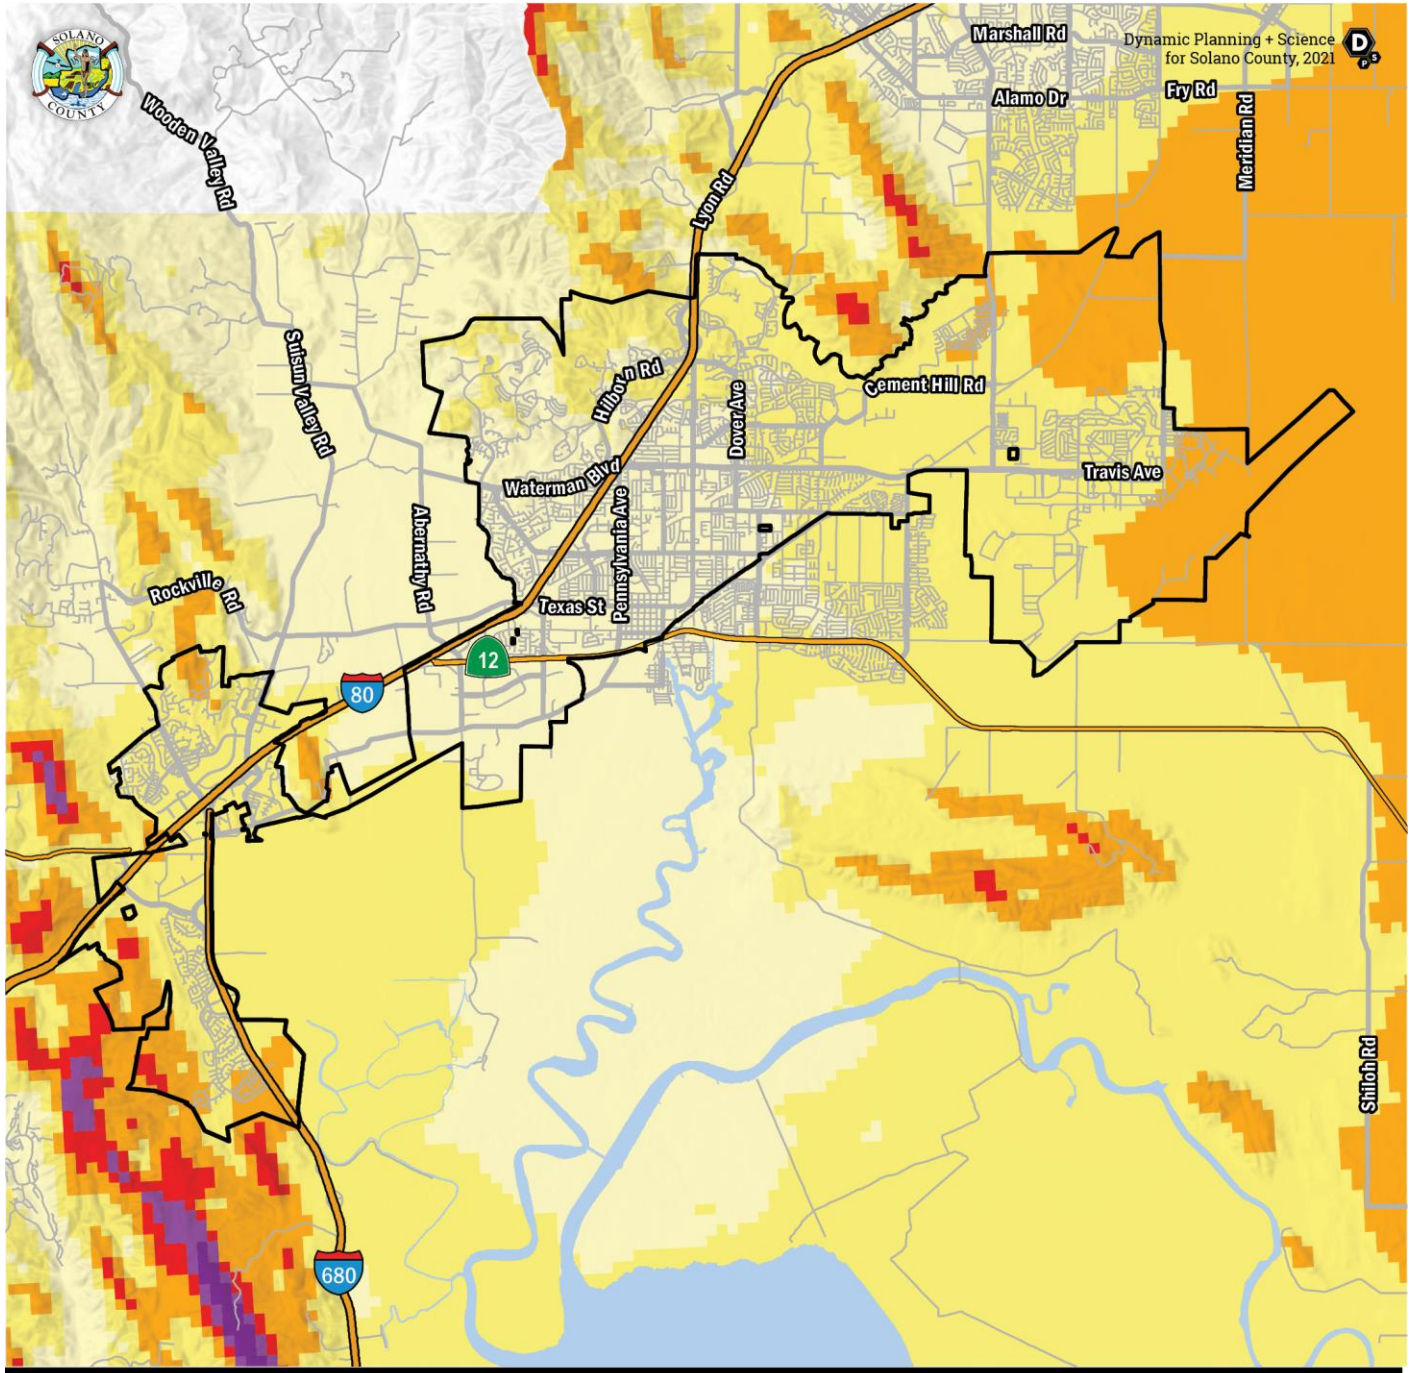 SOLANO
COUNTY
Marshall Rd
Dynamic Planning + Science
for Solano County, 2021
D
P S
Alamo Dr
Fry Rd
Wooden Valley Rd
Meridian Rd
Lyon Rd
Suisun Valley Rd
Hilborn Rd
Cement Hill Rd
Dover Ave
Travis Ave
Waterman Blvd
Abernathy Rd
Pennsylvania Ave
Rockville Rd
Texas St
12
80
Shiloh Rd
680